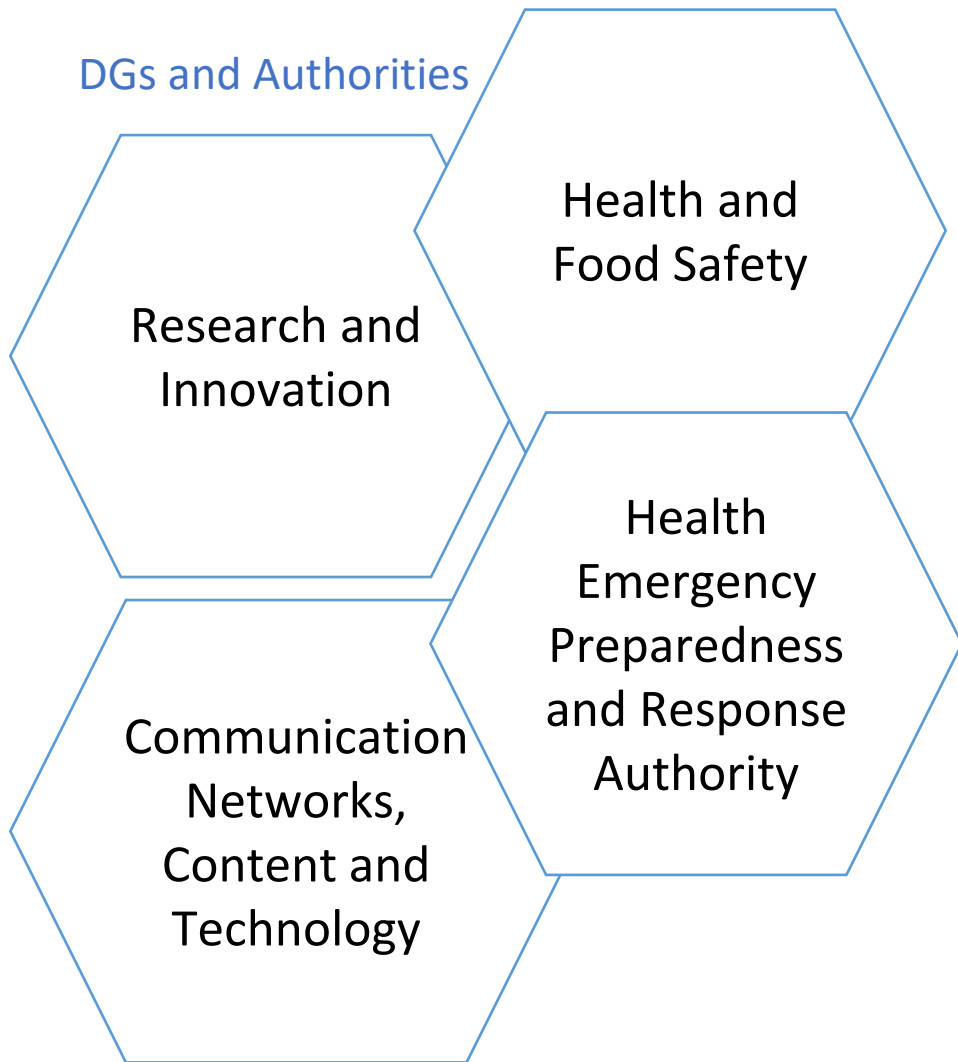 DGs and Authorities
Health and
Food Safety
Research and
Innovation
Health
Emergency
Preparedness
and Response
Authority
Communication
Networks,
Content and
Technology